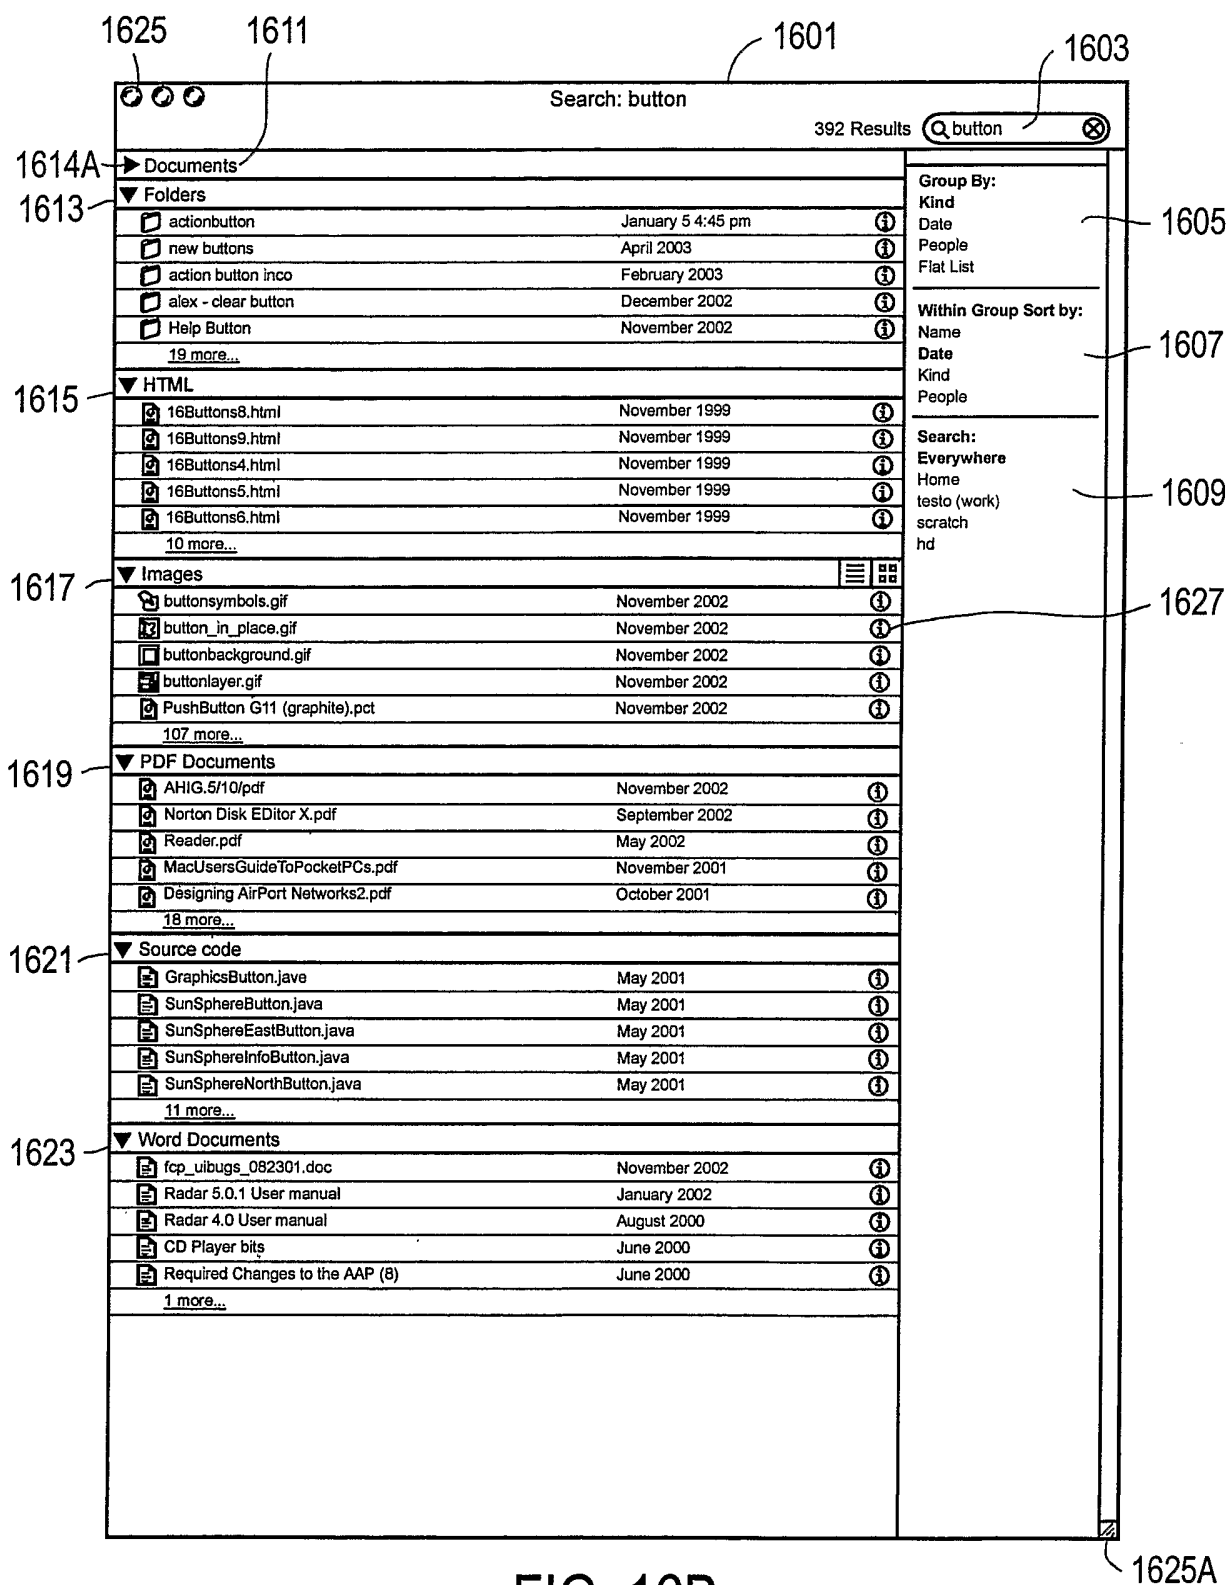 1625 1611 1601 1603
Search: button
392 Results button
1614A Documents
1613 Folders
actionbutton January 5 4:45 pm
new buttons April 2003
action button inco February 2003
alex - clear button December 2002
Help Button November 2002
19 more...
1615 HTML
16Buttons8.html November 1999
16Buttons9.html November 1999
16Buttons4.html November 1999
16Buttons5.html November 1999
16Buttons6.html November 1999
10 more...
1617 Images
buttonsymbols.gif November 2002
button_in_place.gif November 2002
buttonbackground.gif November 2002
buttonlayer.gif November 2002
PushButton G11 (graphite).pct November 2002
107 more...
1619 PDF Documents
AHIG.5/10/pdf November 2002
Norton Disk EDitor X.pdf September 2002
Reader.pdf May 2002
MacUsersGuideToPocketPCs.pdf November 2001
Designing AirPort Networks2.pdf October 2001
18 more...
1621 Source code
GraphicsButton.jave May 2001
SunSphereButton.java May 2001
SunSphereEastButton.java May 2001
SunSphereInfoButton.java May 2001
SunSphereNorthButton.java May 2001
11 more...
1623 Word Documents
fcp_uibugs_082301.doc November 2002
Radar 5.0.1 User manual January 2002
Radar 4.0 User manual August 2000
CD Player bits June 2000
Required Changes to the AAP (8) June 2000
1 more...
Group By:
Kind
Date 1605
People
Flat List
Within Group Sort by:
Name
Date 1607
Kind
People
Search:
Everywhere
Home
testo (work) 1609
scratch
hd
1627
1625A